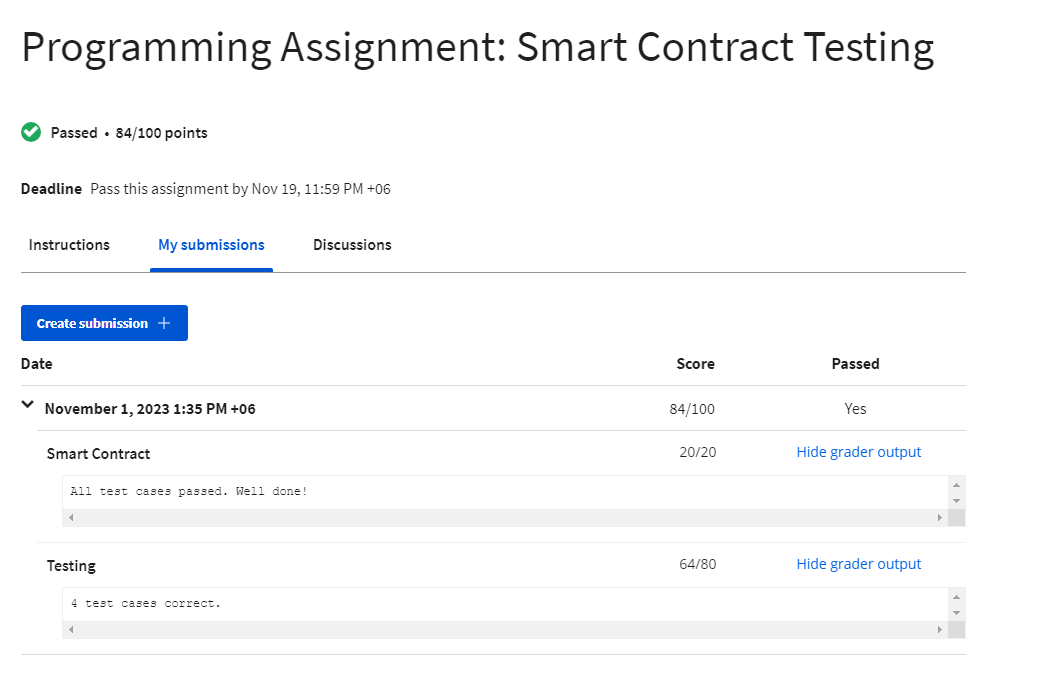 Programming Assignment: Smart Contract Testing
Passed • 84/100 points
Deadline Pass this assignment by Nov 19, 11:59 PM +06
Instructions My submissions Discussions
Create submission +
Date Score Passed
November 1, 2023 1:35 PM +06 84/100 Yes
Smart Contract 20/20 Hide grader output
All test cases passed. Well done!
Testing 64/80 Hide grader output
4 test cases correct.